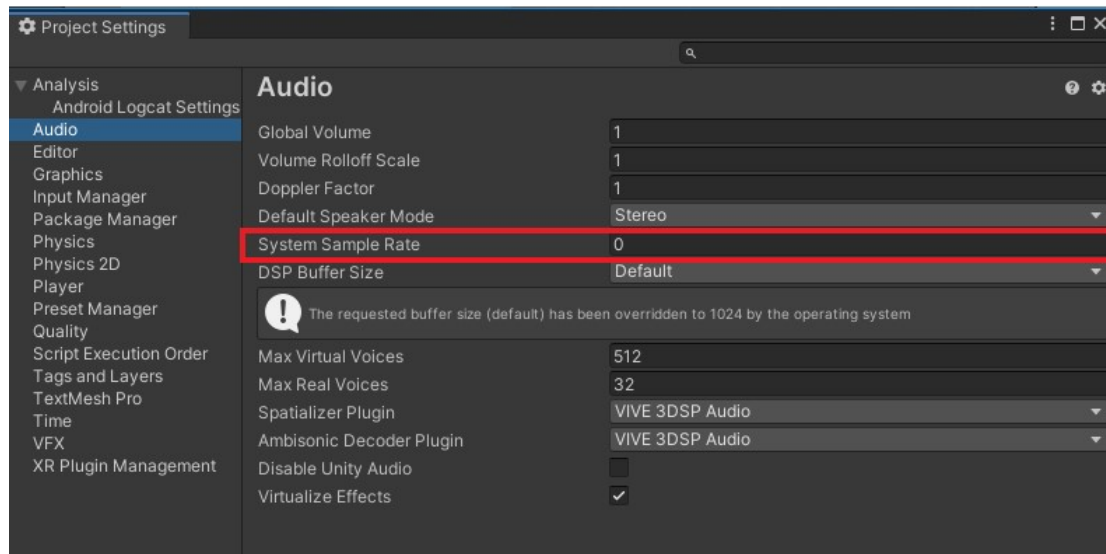 Project Settings
Analysis
Android Logcat Settings
Audio
Editor
Graphics
Input Manager
Package Manager
Physics
Physics 2D
Player
Preset Manager
Quality
Script Execution Order
Tags and Layers
TextMesh Pro
Time
VFX
XR Plugin Management
Audio
Global Volume 1
Volume Rolloff Scale 1
Doppler Factor 1
Default Speaker Mode Stereo
System Sample Rate 0
DSP Buffer Size Default
The requested buffer size (default) has been overridden to 1024 by the operating system
Max Virtual Voices 512
Max Real Voices 32
Spatializer Plugin VIVE 3DSP Audio
Ambisonic Decoder Plugin VIVE 3DSP Audio
Disable Unity Audio
Virtualize Effects